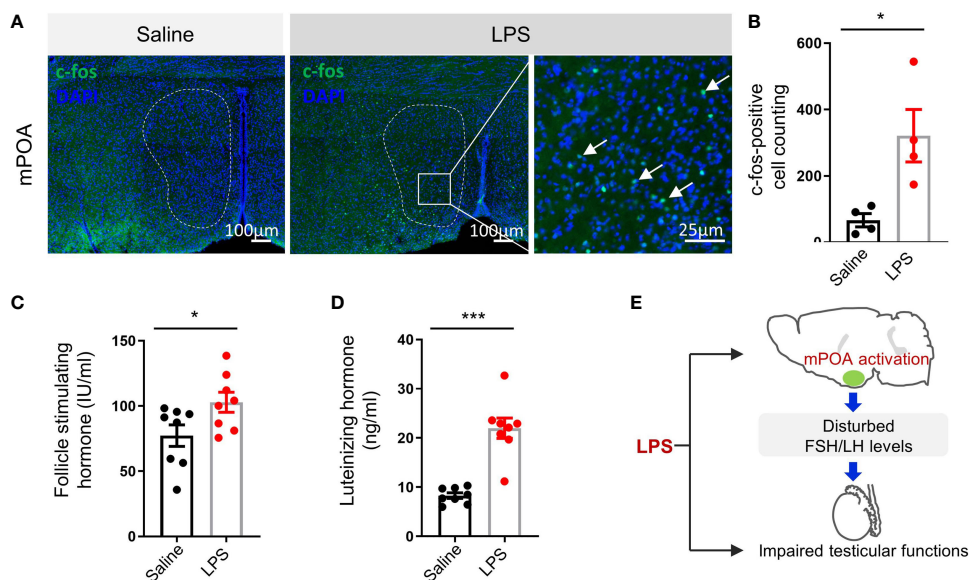 A
Saline
LPS
mPOA
c-fos
DAPI
100μm
c-fos
DAPI
100μm
25μm
B
*
c-fos-positive
cell counting
600
400
200
0
Saline
LPS
C
*
Follicle stimulating
hormone (IU/ml)
150
100
50
0
Saline
LPS
D
***
Luteinizing hormone
(ng/ml)
40
30
20
10
0
Saline
LPS
E
LPS
mPOA activation
Disturbed
FSH/LH levels
Impaired testicular functions